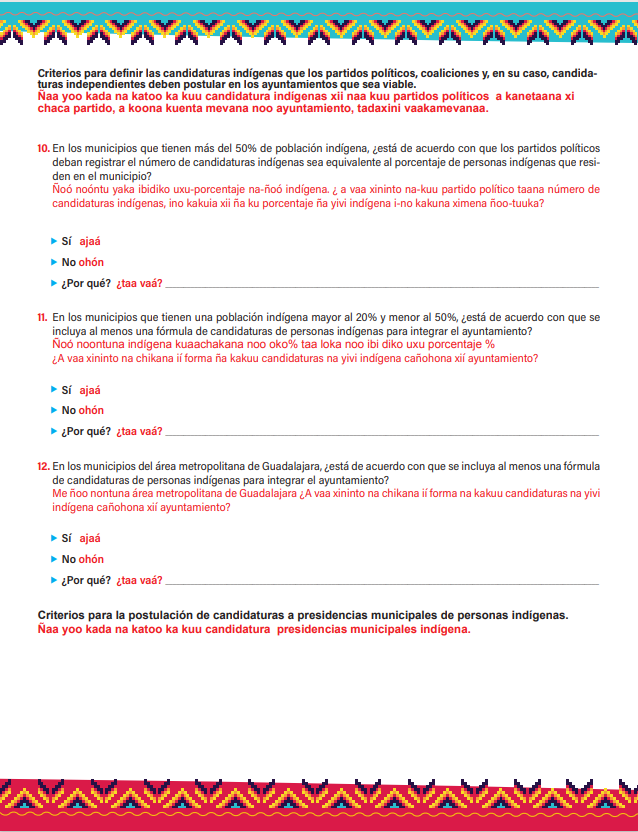 Criterios para definir las candidaturas indígenas que los partidos políticos, coaliciones y, en su caso, candida-
turas independientes deben postular en los ayuntamientos que sea viable.
Ñaa yoo kada na katoo ka kuu candidatura indígenas xii naa kuu partidos políticos a kanetaana xi
chaca partido, a koona kuenta mevana noo ayuntamiento, tadaxini vaakamevanaa.
10. En los municipios que tienen más del 50% de población indígena, ¿está de acuerdo con que los partidos políticos
deban registrar el número de candidaturas indígenas sea equivalente al porcentaje de personas indígenas que resi-
den en el municipio?
Ñoó noóntu yaka ibidiko uxu-porcentaje na-ñoó indígena. ¿ a vaa xininto na-kuu partido político taana número de
candidaturas indígenas, ino kakuia xii ña ku porcentaje ña yivi indígena i-no kakuna ximena ñoo-tuuka?
Sí ajaá
No ohón
¿Por qué? ¿taa vaá?
11. En los municipios que tienen una población indígena mayor al 20% y menor al 50%, ¿está de acuerdo con que se
incluya al menos una fórmula de candidaturas de personas indígenas para integrar el ayuntamiento?
Ñoó noontuna indígena kuaachakana noo oko% taa loka noo ibi diko uxu porcentaje %
¿A vaa xininto na chikana ií forma ña kakuu candidaturas na yivi indígena cañohona xií ayuntamiento?
Sí ajaá
No ohón
¿Por qué? ¿taa vaá?
12. En los municipios del área metropolitana de Guadalajara, ¿está de acuerdo con que se incluya al menos una fórmula
de candidaturas de personas indígenas para integrar el ayuntamiento?
Me ñoo nontuna área metropolitana de Guadalajara ¿A vaa xininto na chikana ií forma na kakuu candidaturas na yivi
indígena cañohona xií ayuntamiento?
Sí ajaá
No ohón
¿Por qué? ¿taa vaá?
Criterios para la postulación de candidaturas a presidencias municipales de personas indígenas.
Ñaa yoo kada na katoo ka kuu candidatura presidencias municipales indígena.